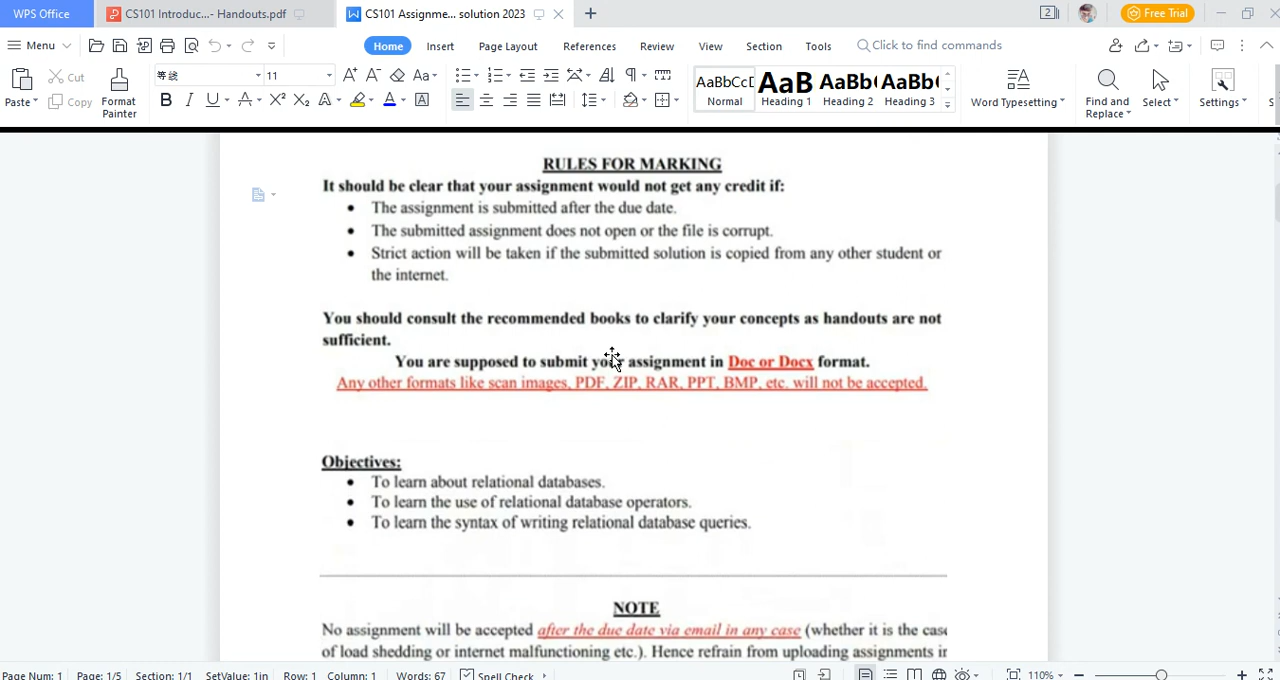 WPS Office CS101 Introduc...- Handouts.pdf CS101 Assignme... solution 2023 Free Trial
Menu Home Insert Page Layout References Review View Section Tools Click to find commands
Paste Cut Copy Format Painter 11 AaBbCcD Normal AaB Heading 1 AaBb( Heading 2 AaBb( Heading 3 Word Typesetting Find and Replace Select Settings
RULES FOR MARKING
It should be clear that your assignment would not get any credit if:
• The assignment is submitted after the due date.
• The submitted assignment does not open or the file is corrupt.
• Strict action will be taken if the submitted solution is copied from any other student or
the internet.
You should consult the recommended books to clarify your concepts as handouts are not
sufficient.
You are supposed to submit your assignment in Doc or Docx format.
Any other formats like scan images, PDF, ZIP, RAR, PPT, BMP, etc. will not be accepted.
Objectives:
• To learn about relational databases.
• To learn the use of relational database operators.
• To learn the syntax of writing relational database queries.
NOTE
No assignment will be accepted after the due date via email in any case (whether it is the case
of load shedding or internet malfunctioning etc.). Hence refrain from uploading assignments in
Page Num: 1 Page: 1/5 Section: 1/1 SetValue: 1in Row: 1 Column: 1 Words: 67 Spell Check 110%